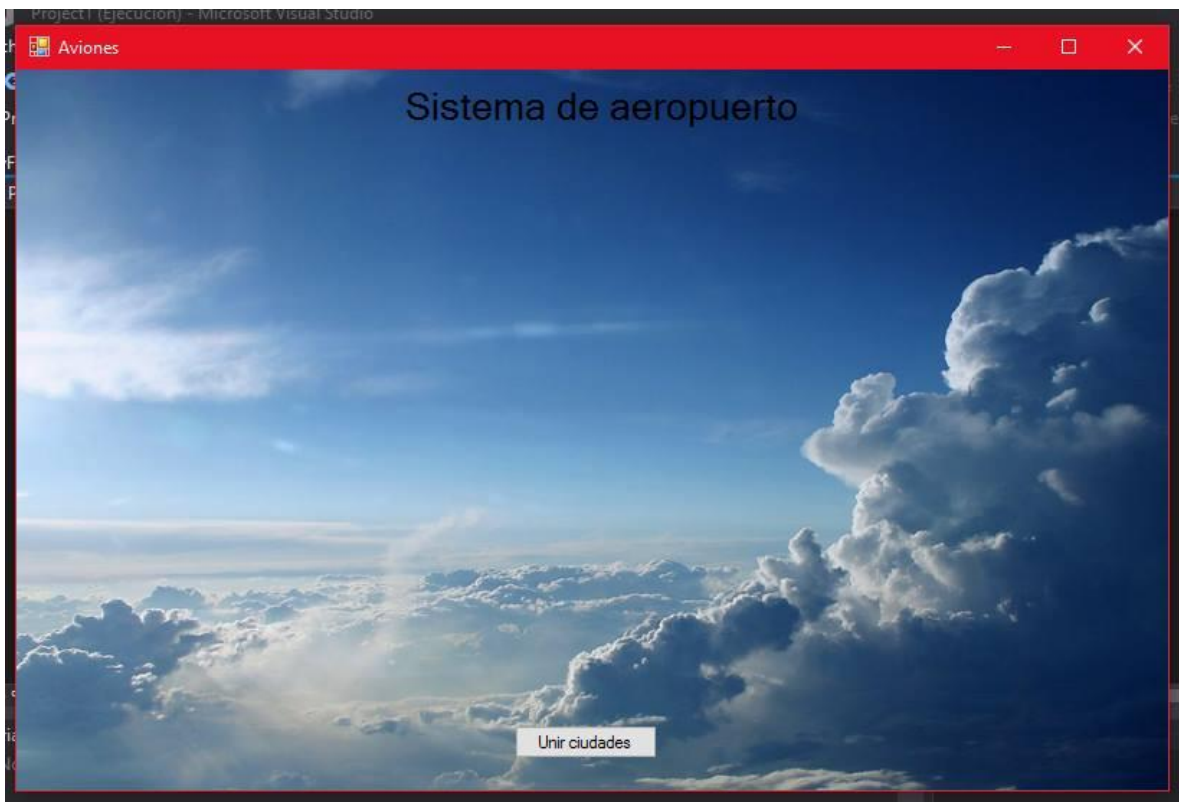 Project1 (Ejecución) - Microsoft Visual Studio
Aviones
Sistema de aeropuerto
Unir ciudades